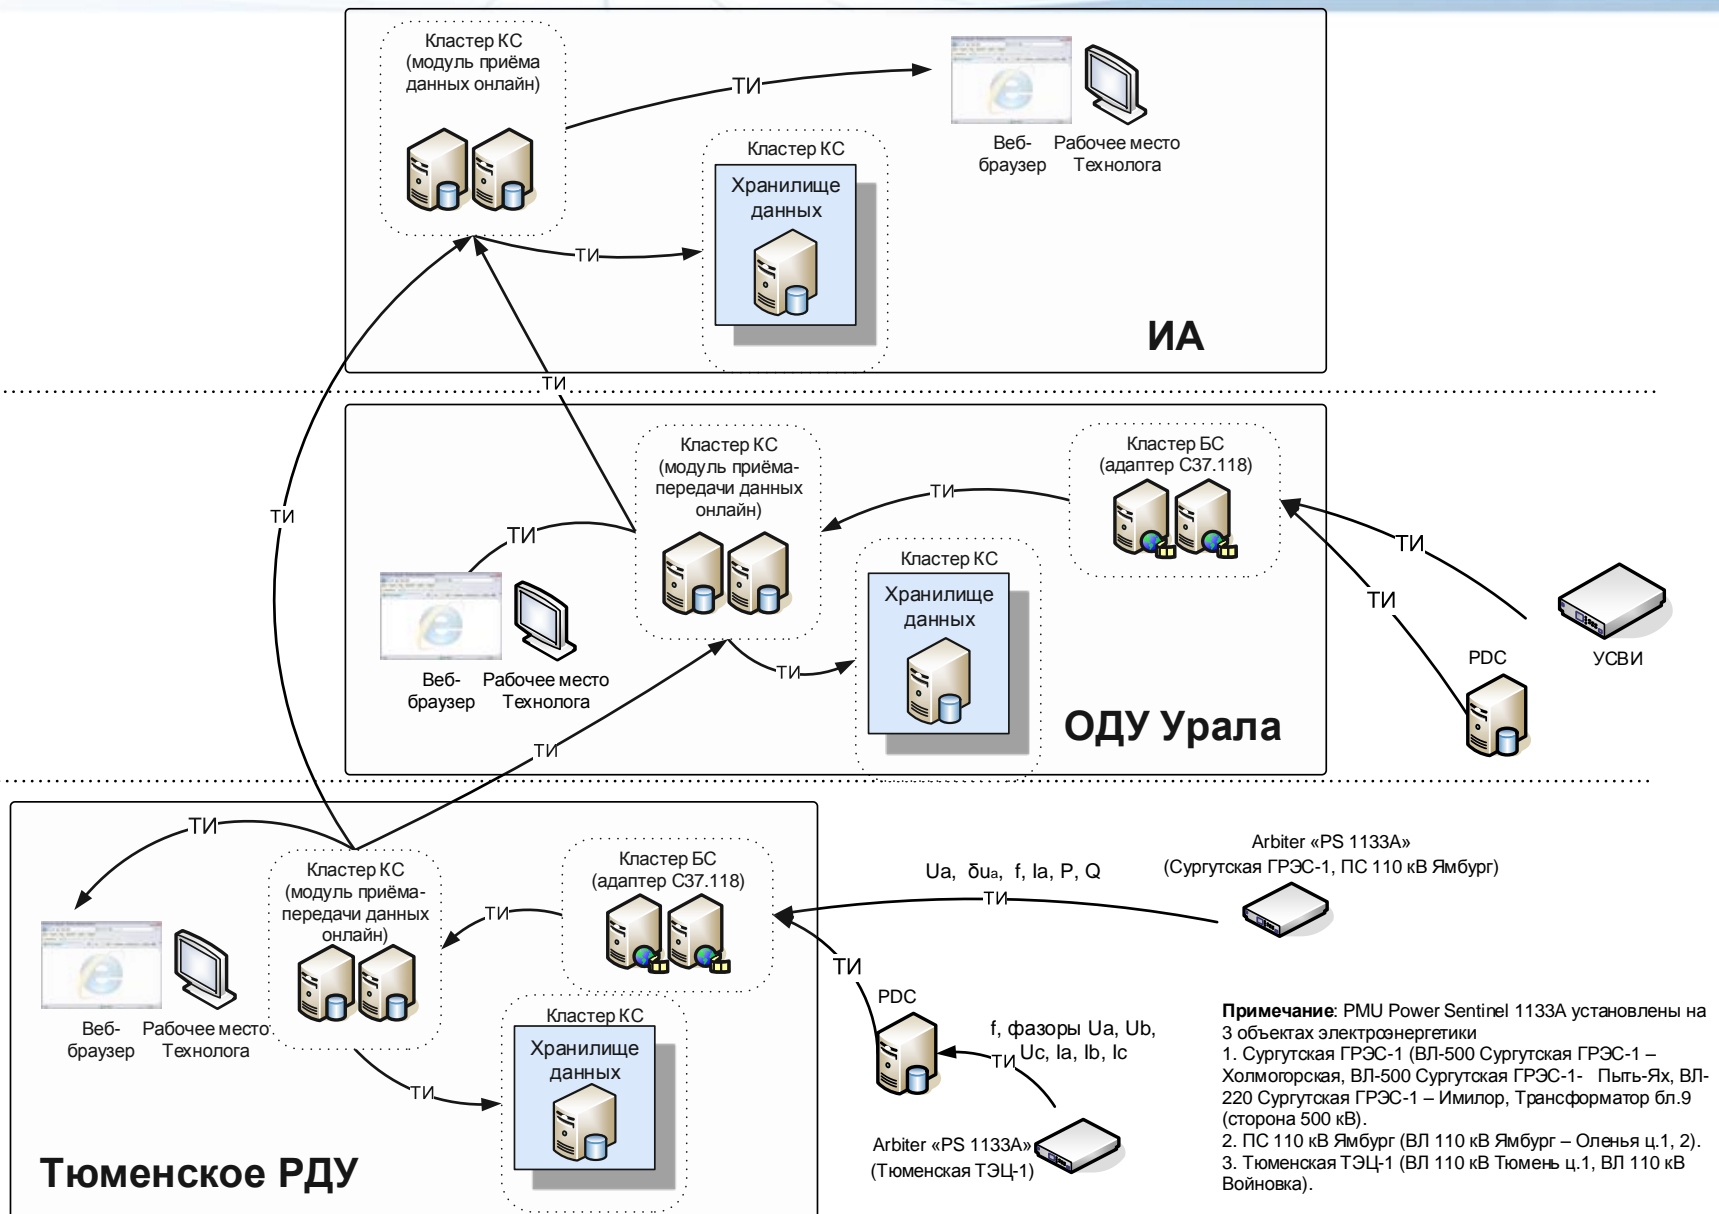 Кластер КС
(модуль приёма
данных онлайн)
ТИ
Веб-
браузер
Рабочее место
Технолога
Кластер КС
Хранилище
данных
ТИ
ИА
ТИ
ТИ
Кластер КС
(модуль приёма-
передачи данных
онлайн)
ТИ
Кластер БС
(адаптер С37.118)
ТИ
ТИ
ТИ
Веб-
браузер
Рабочее место
Технолога
Кластер КС
Хранилище
данных
ТИ
УСВИ
PDC
ОДУ Урала
ТИ
ТИ
Кластер КС
(модуль приёма-
передачи данных
онлайн)
Кластер БС
(адаптер С37.118)
ТИ
Веб-
браузер
Рабочее место
Технолога
Кластер КС
Хранилище
данных
ТИ
Тюменское РДУ
Ua, δua, f, Ia, P, Q
ТИ
Arbiter «PS 1133A»
(Сургутская ГРЭС-1, ПС 110 кВ Ямбург)
ТИ
PDC
f, фазоры Ua, Ub,
Uc, Ia, Ib, Ic
ТИ
Arbiter «PS 1133A»
(Тюменская ТЭЦ-1)
Примечание: PMU Power Sentinel 1133A установлены на
3 объектах электроэнергетики
1. Сургутская ГРЭС-1 (ВЛ-500 Сургутская ГРЭС-1 –
Холмогорская, ВЛ-500 Сургутская ГРЭС-1- Пыть-Ях, ВЛ-
220 Сургутская ГРЭС-1 – Имилор, Трансформатор бл.9
(сторона 500 кВ).
2. ПС 110 кВ Ямбург (ВЛ 110 кВ Ямбург – Оленья ц.1, 2).
3. Тюменская ТЭЦ-1 (ВЛ 110 кВ Тюмень ц.1, ВЛ 110 кВ
Войновка).